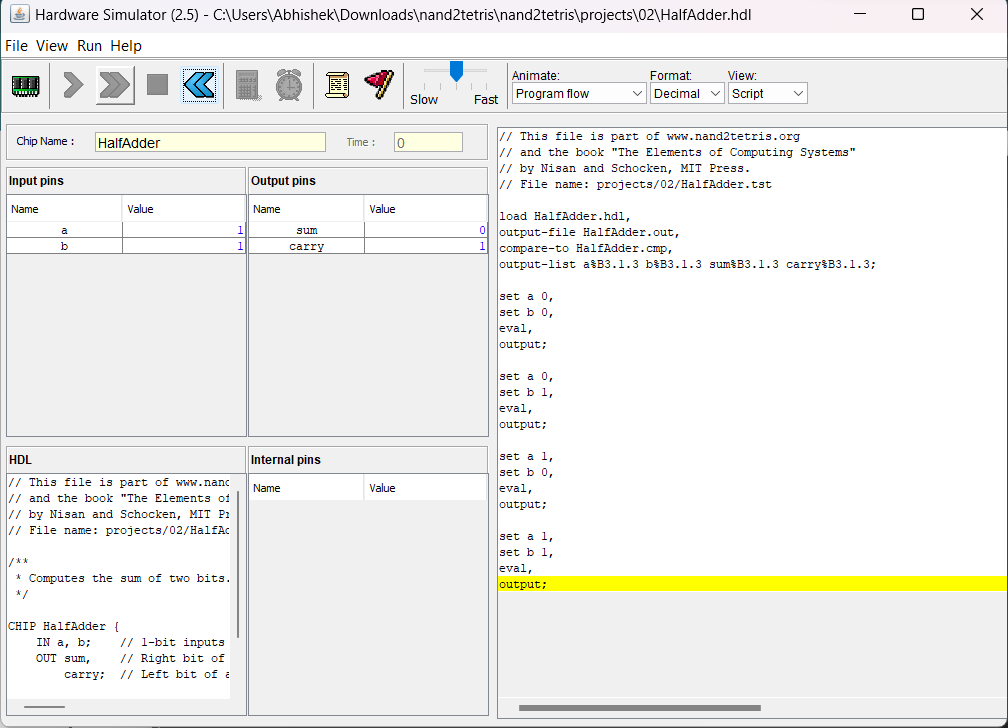 Hardware Simulator (2.5) - C:\Users\Abhishek\Downloads\nand2tetris\nand2tetris\projects\02\HalfAdder.hdl
File View Run Help
Slow Fast
Animate: Format: View:
Program flow Decimal Script
Chip Name : HalfAdder Time : 0
Input pins
Name Value
a 1
b 1
Output pins
Name Value
sum 0
carry 1
HDL
// This file is part of www.nand
// and the book "The Elements of
// by Nisan and Schocken, MIT Pr
// File name: projects/02/HalfAd
/**
* Computes the sum of two bits.
*/
CHIP HalfAdder {
IN a, b; // 1-bit inputs
OUT sum, // Right bit of
carry; // Left bit of a
Internal pins
Name Value
// This file is part of www.nand2tetris.org
// and the book "The Elements of Computing Systems"
// by Nisan and Schocken, MIT Press.
// File name: projects/02/HalfAdder.tst
load HalfAdder.hdl,
output-file HalfAdder.out,
compare-to HalfAdder.cmp,
output-list a%B3.1.3 b%B3.1.3 sum%B3.1.3 carry%B3.1.3;
set a 0,
set b 0,
eval,
output;
set a 0,
set b 1,
eval,
output;
set a 1,
set b 0,
eval,
output;
set a 1,
set b 1,
eval,
output;